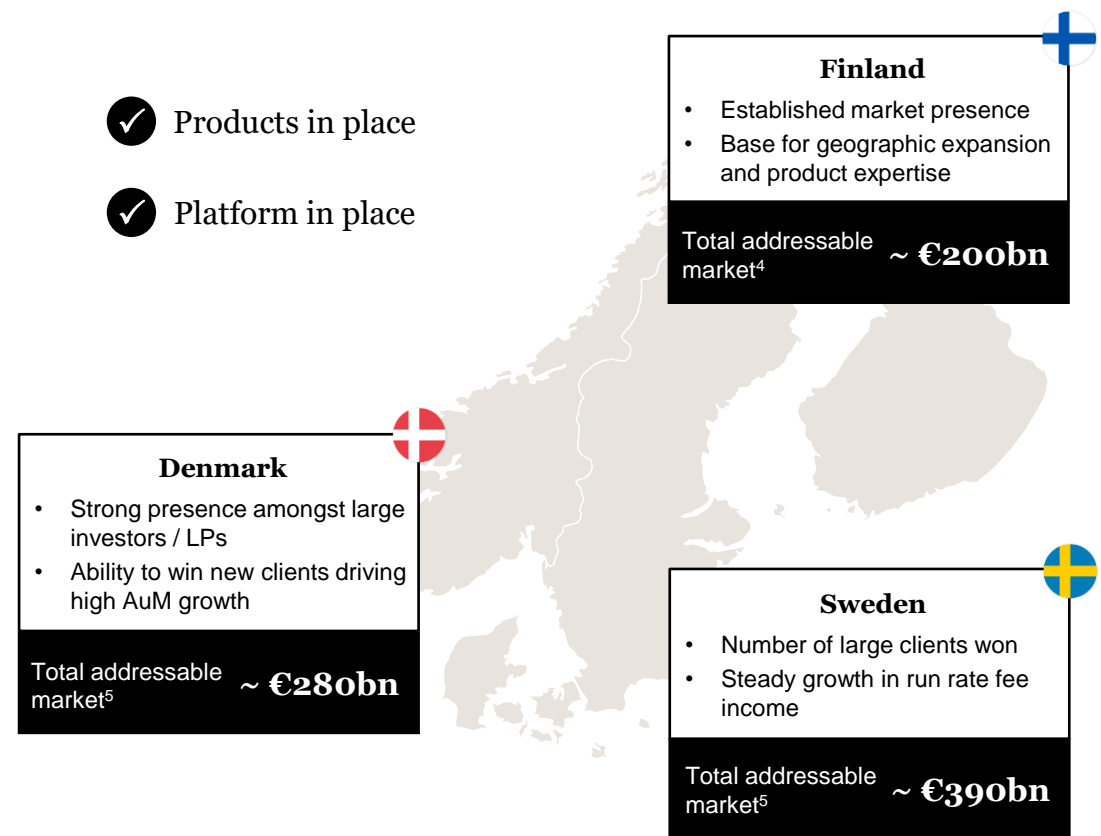 Products in place
Platform in place
Finland
• Established market presence
• Base for geographic expansion
and product expertise
Total addressable
market⁴
~ €200bn
Denmark
• Strong presence amongst large
investors / LPs
• Ability to win new clients driving
high AuM growth
Total addressable
market⁵
~ €280bn
Sweden
• Number of large clients won
• Steady growth in run rate fee
income
Total addressable
market⁵
~ €390bn